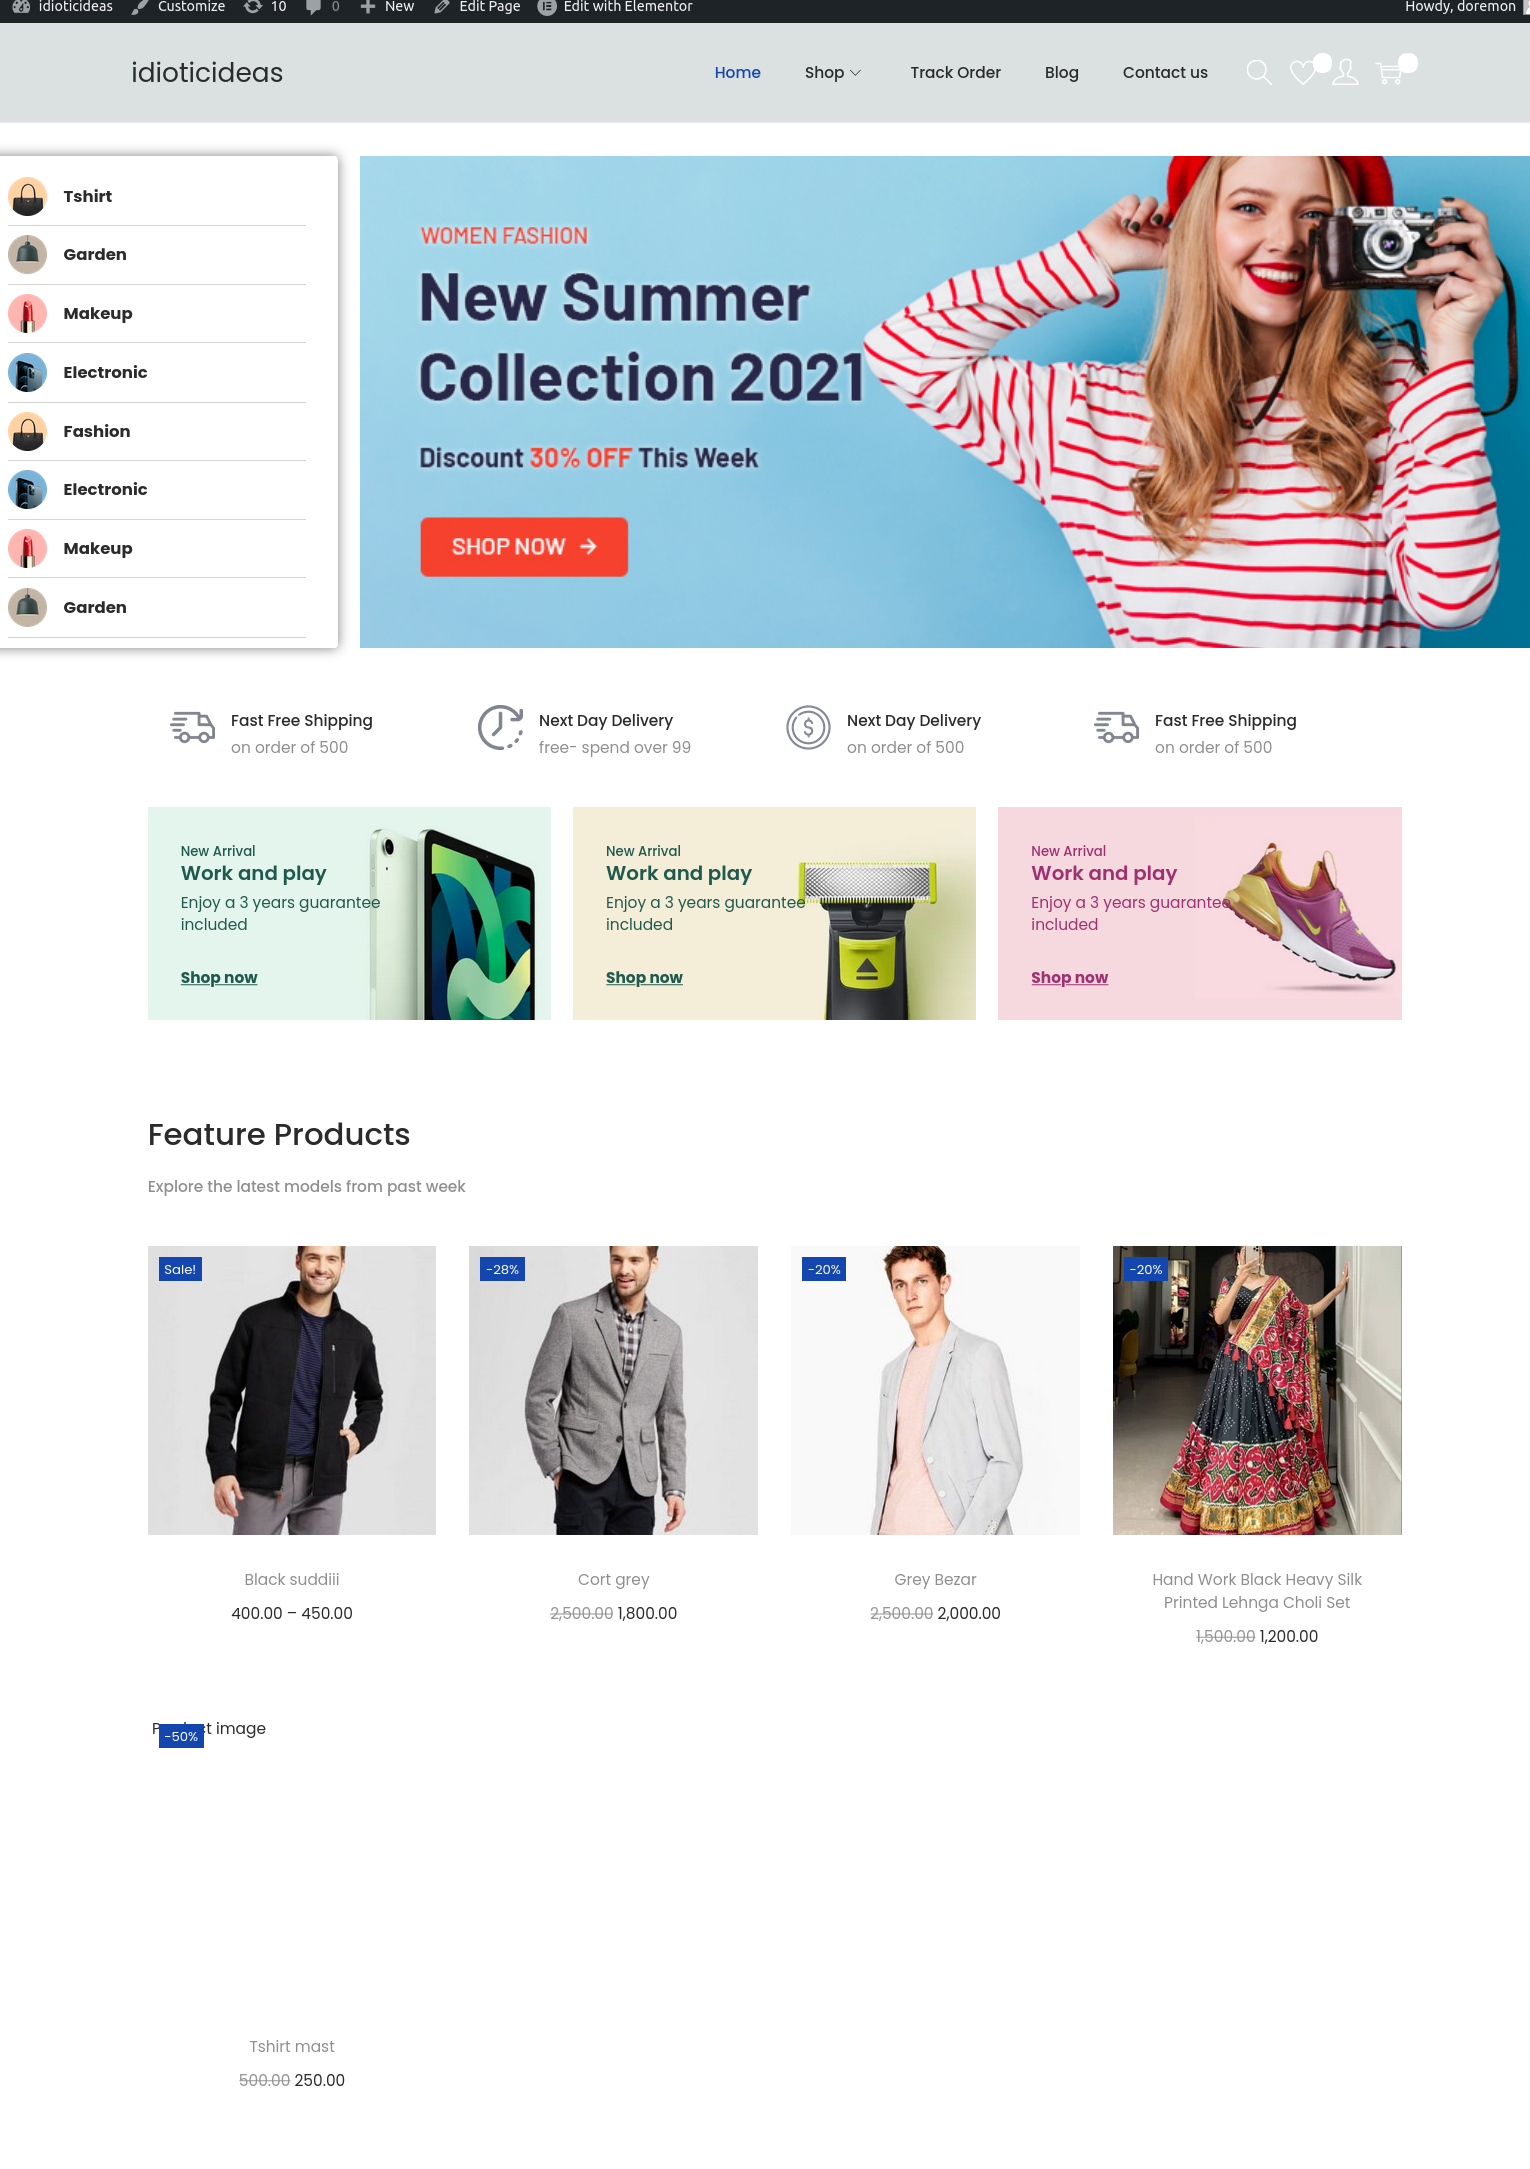 idioticideas Customize 10 0 New Edit Page Edit with Elementor Howdy, doremon
idioticideas Home Shop Track Order Blog Contact us
Tshirt
Garden
Makeup
Electronic
Fashion
Electronic
Makeup
Garden
WOMEN FASHION
New Summer
Collection 2021
Discount 30% OFF This Week
SHOP NOW →
Fast Free Shipping
on order of 500
Next Day Delivery
free- spend over 99
Next Day Delivery
on order of 500
Fast Free Shipping
on order of 500
New Arrival
Work and play
Enjoy a 3 years guarantee
included
Shop now
New Arrival
Work and play
Enjoy a 3 years guarantee
included
Shop now
New Arrival
Work and play
Enjoy a 3 years guarantee
included
Shop now
Feature Products
Explore the latest models from past week
Sale!
Black suddiii
400.00 – 450.00
-28%
Cort grey
2,500.00 1,800.00
-20%
Grey Bezar
2,500.00 2,000.00
-20%
Hand Work Black Heavy Silk
Printed Lehnga Choli Set
1,500.00 1,200.00
image
-50%
Tshirt mast
500.00 250.00